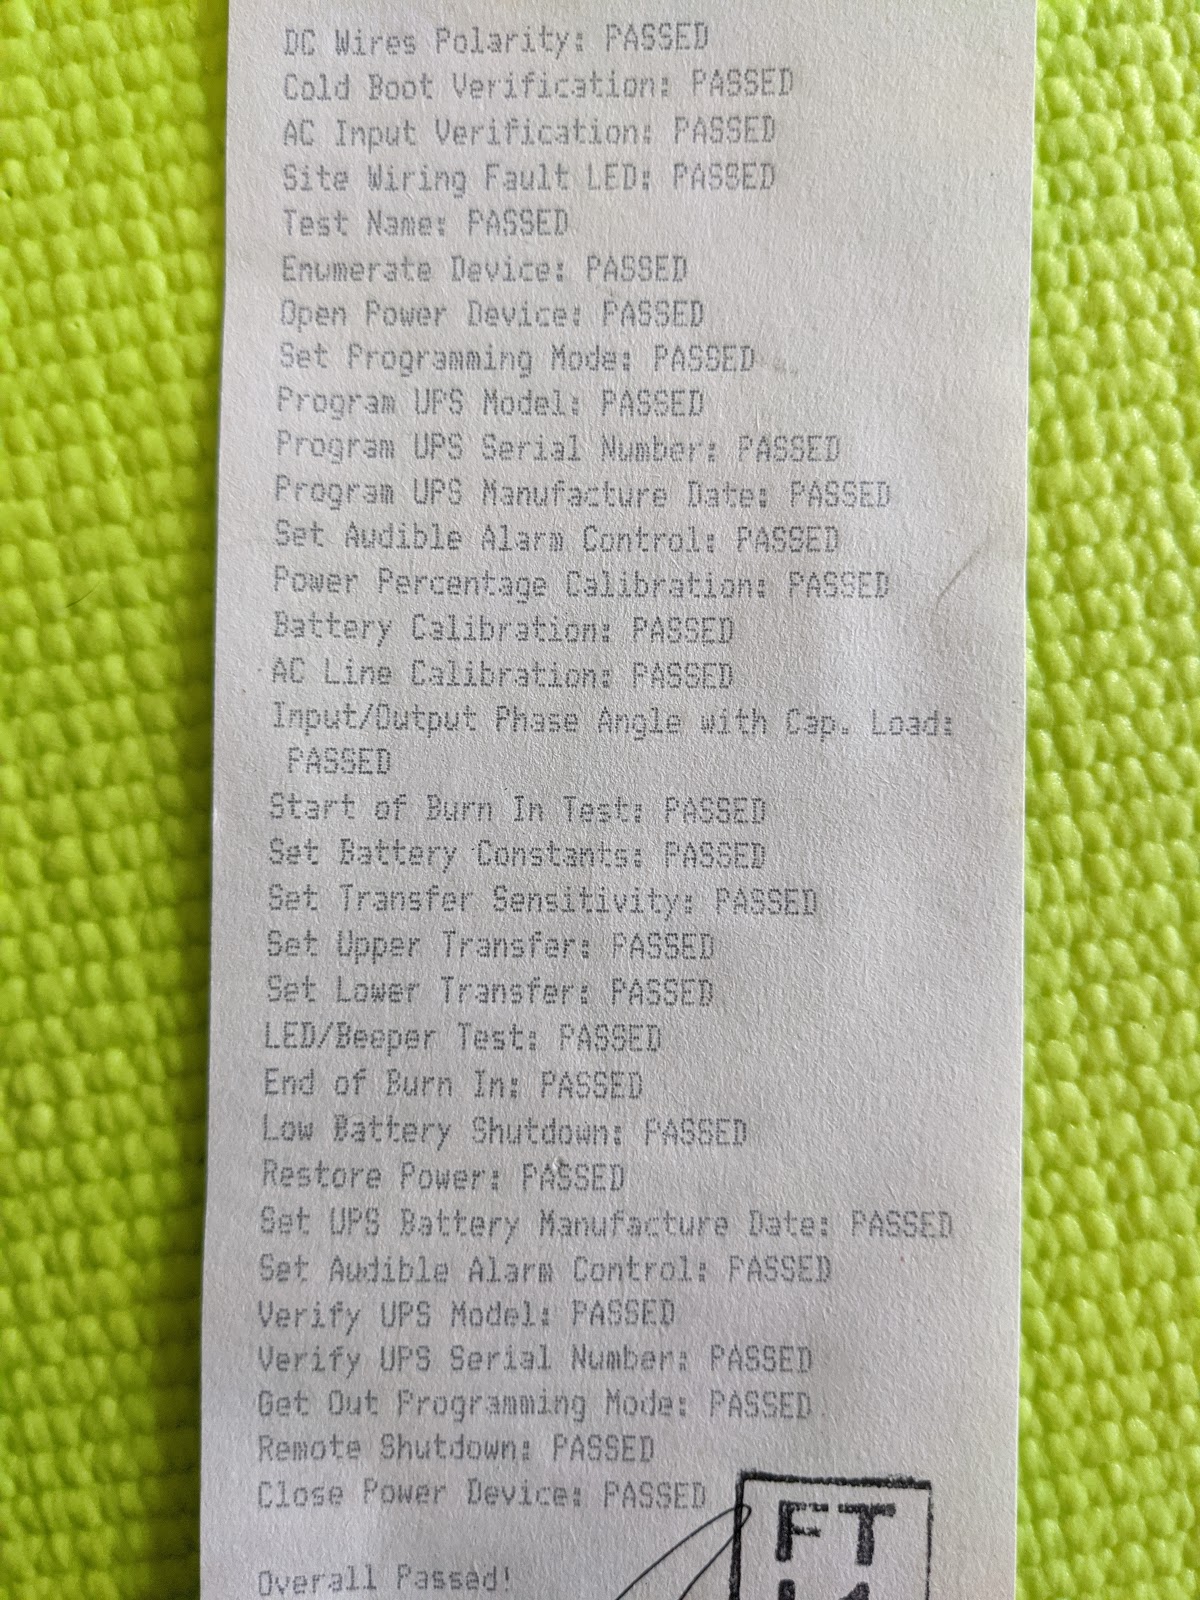 DC Wires Polarity: PASSED
Cold Boot Verification: PASSED
AC Input Verification: PASSED
Site Wiring Fault LED: PASSED
Test Name: PASSED
Enumerate Device: PASSED
Open Power Device: PASSED
Set Programming Mode: PASSED
Program UPS Model: PASSED
Program UPS Serial Number: PASSED
Program UPS Manufacture Date: PASSED
Set Audible Alarm Control: PASSED
Power Percentage Calibration: PASSED
Battery Calibration: PASSED
AC Line Calibration: PASSED
Input/Output Phase Angle with Cap. Load:
PASSED
Start of Burn In Test: PASSED
Set Battery Constants: PASSED
Set Transfer Sensitivity: PASSED
Set Upper Transfer: PASSED
Set Lower Transfer: PASSED
LED/Beeper Test: PASSED
End of Burn In: PASSED
Low Battery Shutdown: PASSED
Restore Power: PASSED
Set UPS Battery Manufacture Date: PASSED
Set Audible Alarm Control: PASSED
Verify UPS Model: PASSED
Verify UPS Serial Number: PASSED
Get Out Programming Mode: PASSED
Remote Shutdown: PASSED
Close Power Device: PASSED
FT
Overall Passed!